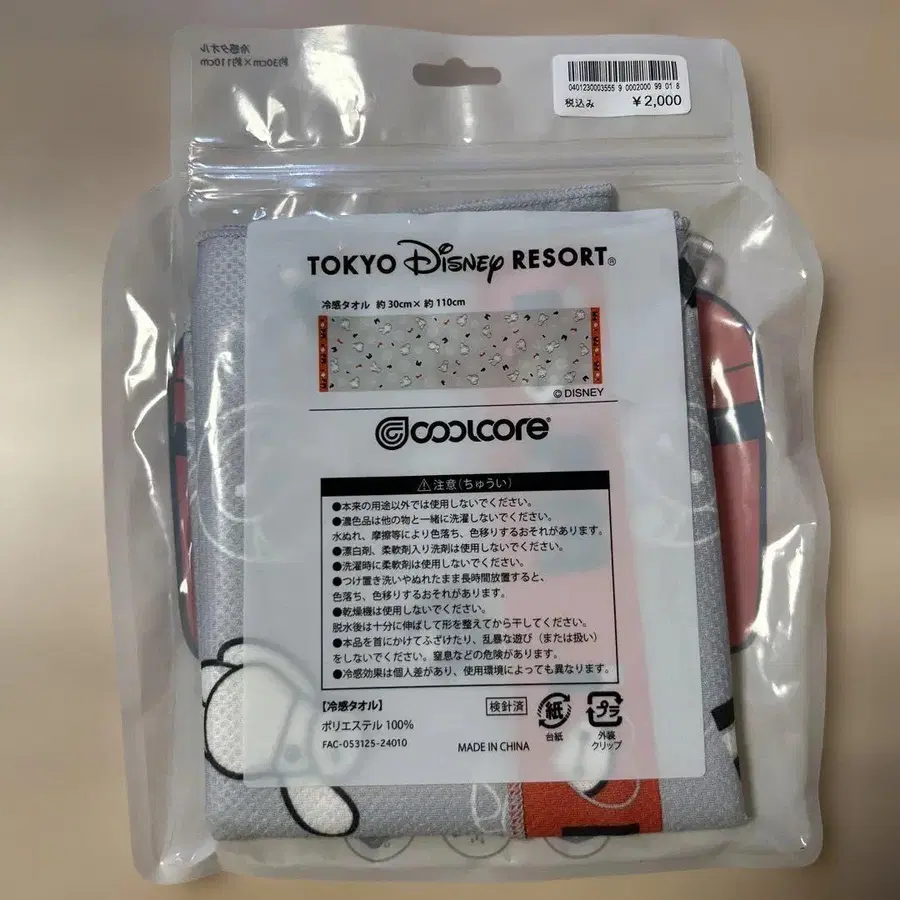 冷感タオル
約30cm×約110cm
0401230003555 9 0002000 99 01 8
税込み ¥2,000
TOKYO Disney RESORT®
冷感タオル 約30cm×約110cm
© DISNEY
coolcore®
⚠注意(ちゅうい)
●本来の用途以外では使用しないでください。
●濃色品は他の物と一緒に洗濯しないでください。
水ぬれ、摩擦等により色落ち、色移りするおそれがあります。
●漂白剤、柔軟剤入り洗剤は使用しないでください。
●洗濯時に柔軟剤は使用しないでください。
●つけ置き洗いやぬれたまま長時間放置すると、
色落ち、色移りするおそれがあります。
●乾燥機は使用しないでください。
脱水後は十分に伸ばして形を整えてから干してください。
●本品を首にかけてふざけたり、乱暴な遊び(または扱い)
をしないでください。窒息などの危険があります。
●冷感効果は個人差があり、使用環境によっても異なります。
【冷感タオル】
ポリエステル 100%
FAC-053125-24010
検針済
紙
台紙
プラ
外装
クリップ
MADE IN CHINA